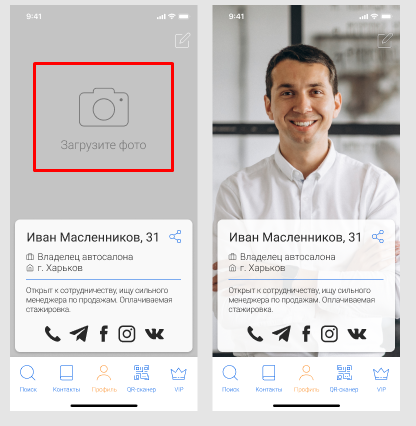 9:41
Загрузите фото
Иван Масленников, 31
Владелец автосалона
г. Харьков
Открыт к сотрудничеству, ищу сильного
менеджера по продажам. Оплачиваемая
стажировка.
Поиск Контакты Профиль QR-сканер VIP
9:41
Иван Масленников, 31
Владелец автосалона
г. Харьков
Открыт к сотрудничеству, ищу сильного
менеджера по продажам. Оплачиваемая
стажировка.
Поиск Контакты Профиль QR-сканер VIP